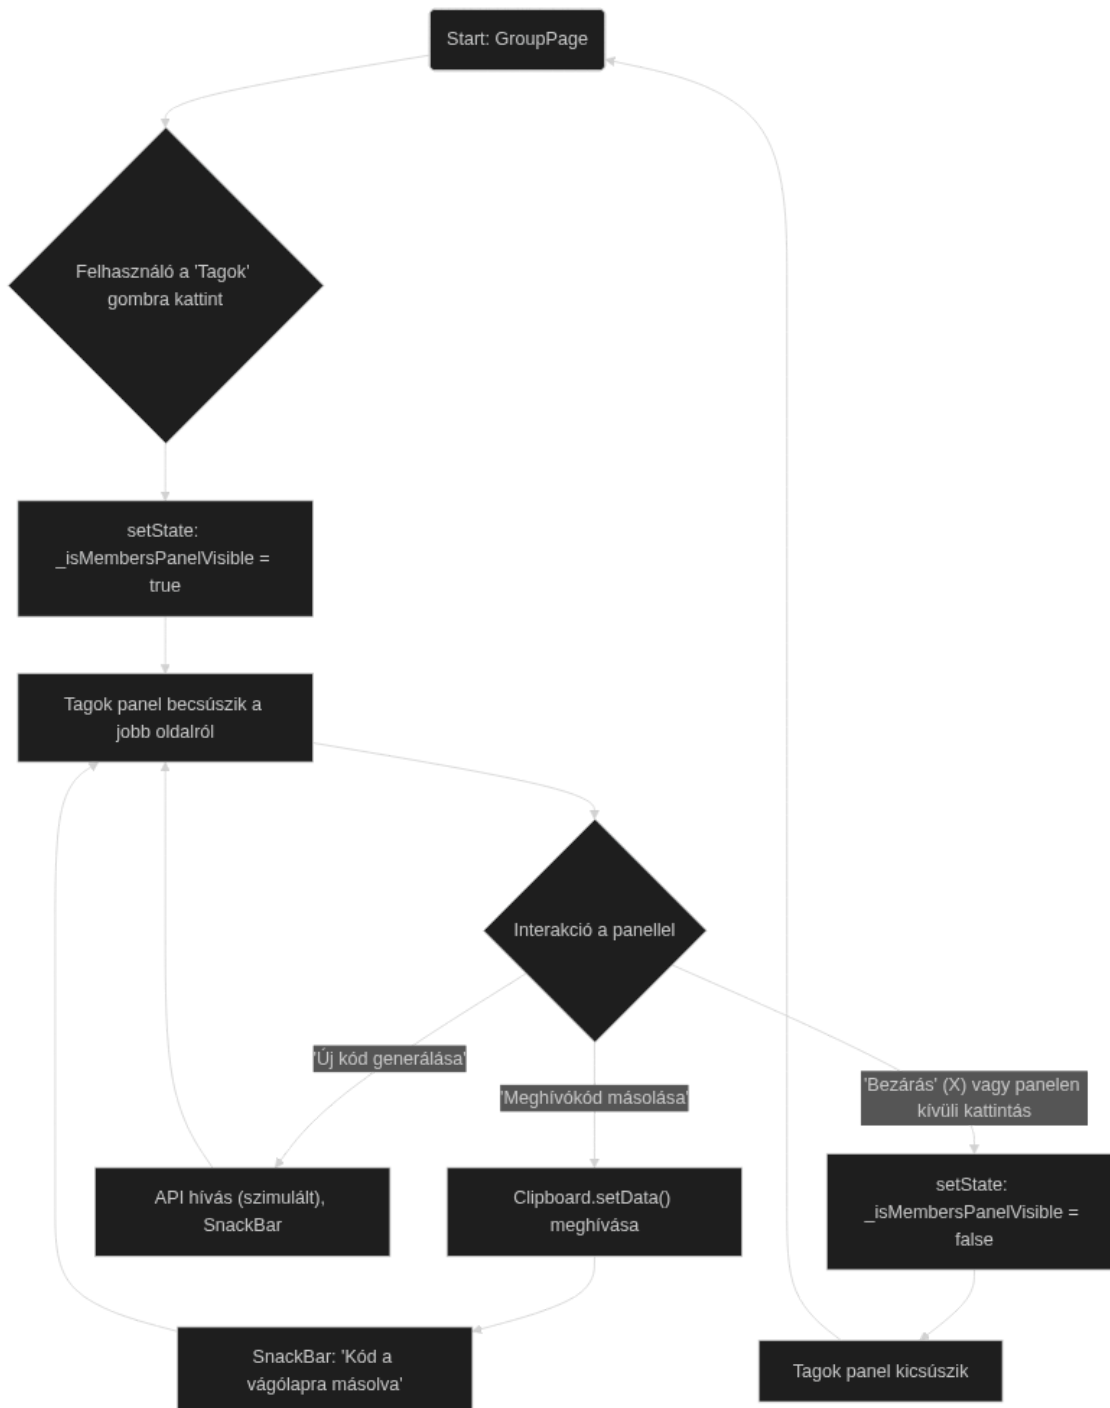 Start: GroupPage
Felhasználó a 'Tagok'
gombra kattint
setState:
_isMembersPanelVisible =
true
Tagok panel becsúszik a
jobb oldalról
Interakció a panellel
'Új kód generálása'
'Meghívókód másolása'
'Bezárás' (X) vagy panelen
kívüli kattintás
API hívás (szimulált),
SnackBar
Clipboard.setData()
meghívása
setState:
_isMembersPanelVisible =
false
SnackBar: 'Kód a
vágólapra másolva'
Tagok panel kicsúszik